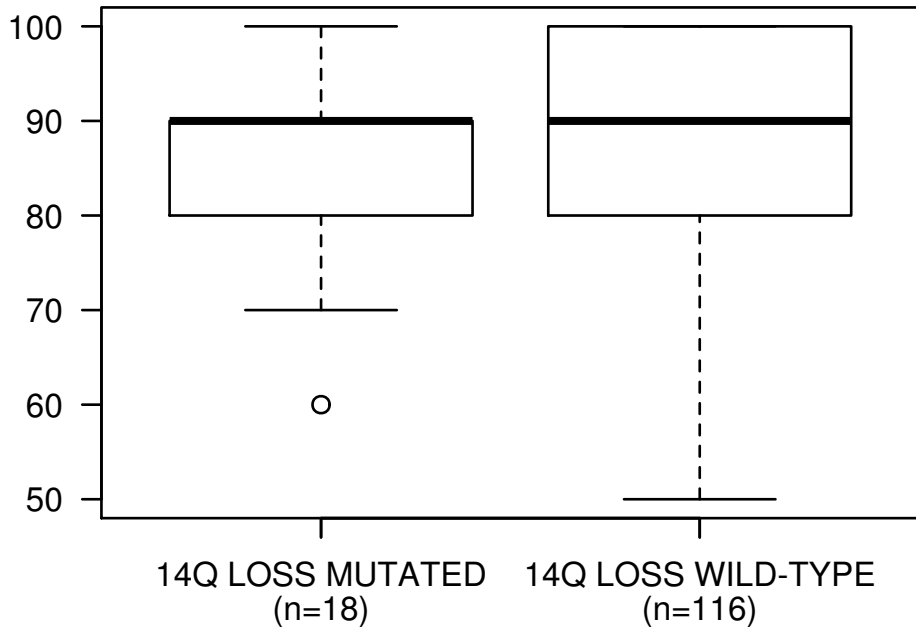 100
90
80
70
60
50
14Q LOSS MUTATED
(n=18)
14Q LOSS WILD-TYPE
(n=116)